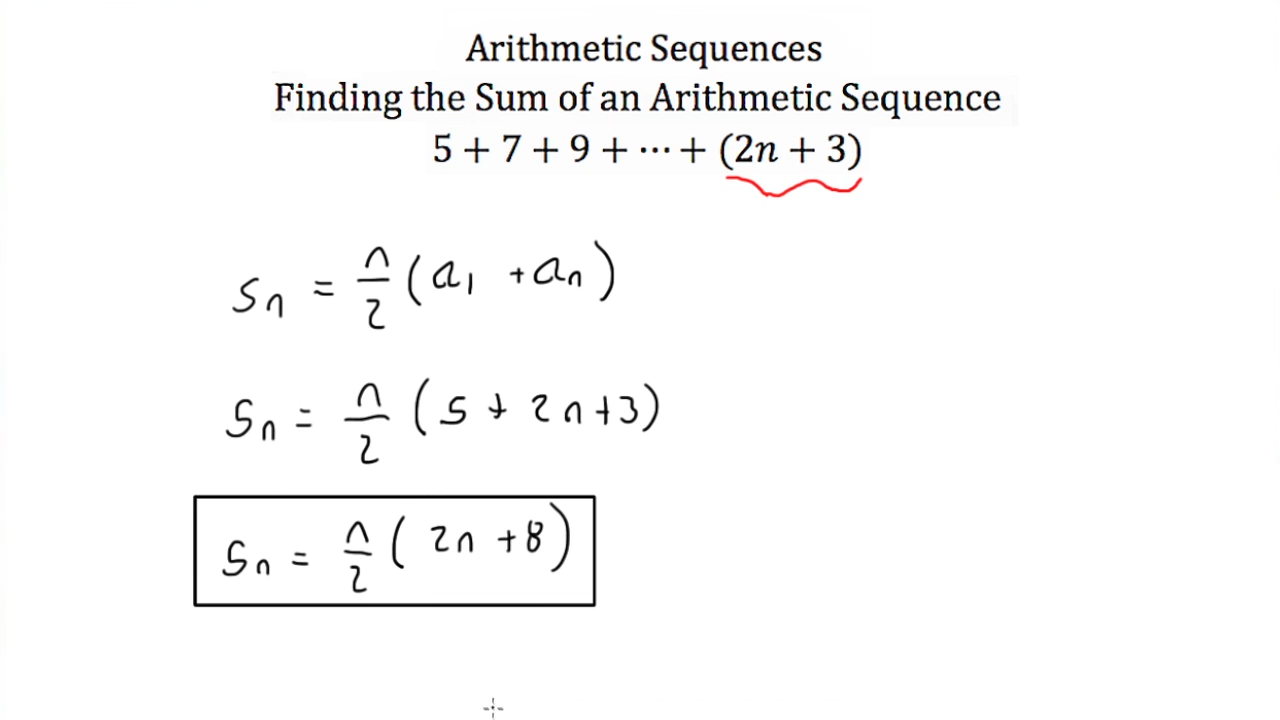 Arithmetic Sequences
Finding the Sum of an Arithmetic Sequence
5 + 7 + 9 + ⋯ + (2n + 3)
Sn = n/2 (a₁ + aₙ)
Sn = n/2 (5 + 2n + 3)
Sn = n/2 (2n + 8)